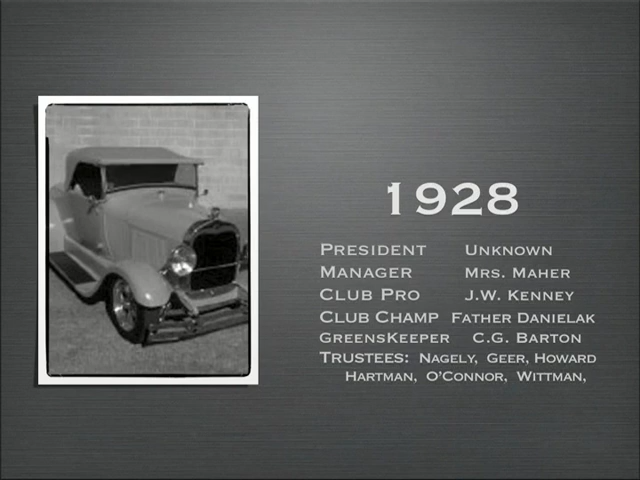 1928
President Unknown
Manager Mrs. Maher
Club Pro J.W. Kenney
Club Champ Father Danielak
GreensKeeper C.G. Barton
Trustees: Nagely, Geer, Howard
Hartman, O'Connor, Wittman,